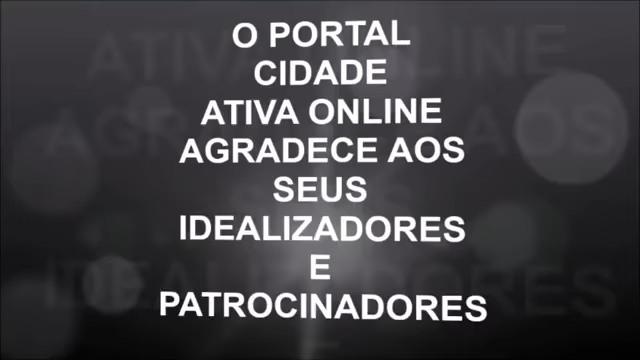 O PORTAL
CIDADE
ATIVA ONLINE
AGRADECE AOS
SEUS
IDEALIZADORES
E
PATROCINADORES